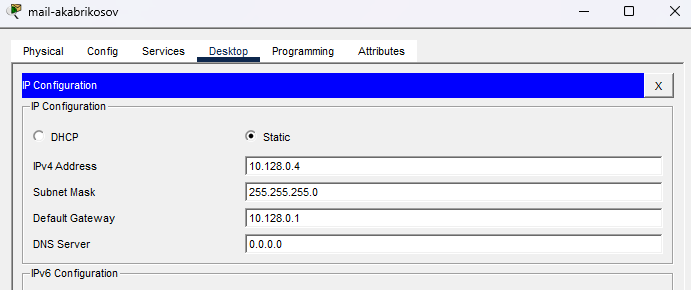 mail-akabrikosov
Physical Config Services Desktop Programming Attributes
IP Configuration X
IP Configuration
DHCP Static
IPv4 Address 10.128.0.4
Subnet Mask 255.255.255.0
Default Gateway 10.128.0.1
DNS Server 0.0.0.0
IPv6 Configuration